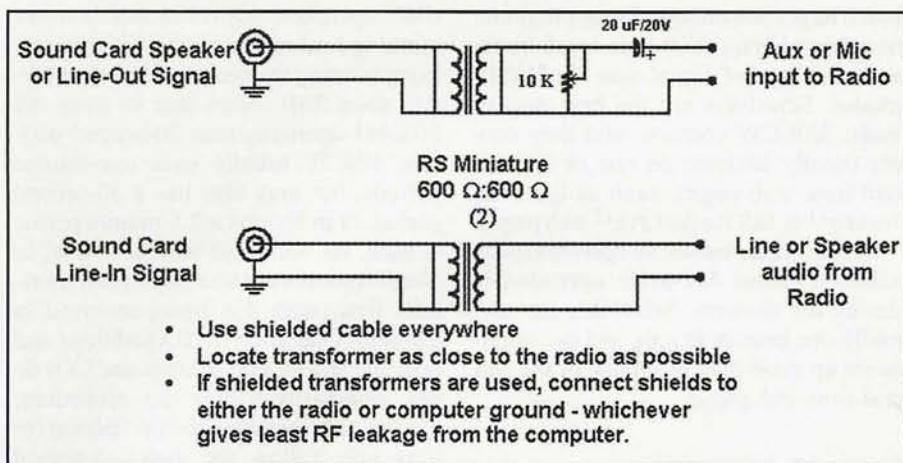 Sound Card Speaker
or Line-Out Signal
20 uF/20V
10 K
Aux or Mic
input to Radio
RS Miniature
600 Ω:600 Ω
(2)
Sound Card
Line-In Signal
Line or Speaker
audio from
Radio
• Use shielded cable everywhere
• Locate transformer as close to the radio as possible
• If shielded transformers are used, connect shields to
either the radio or computer ground - whichever
gives least RF leakage from the computer.